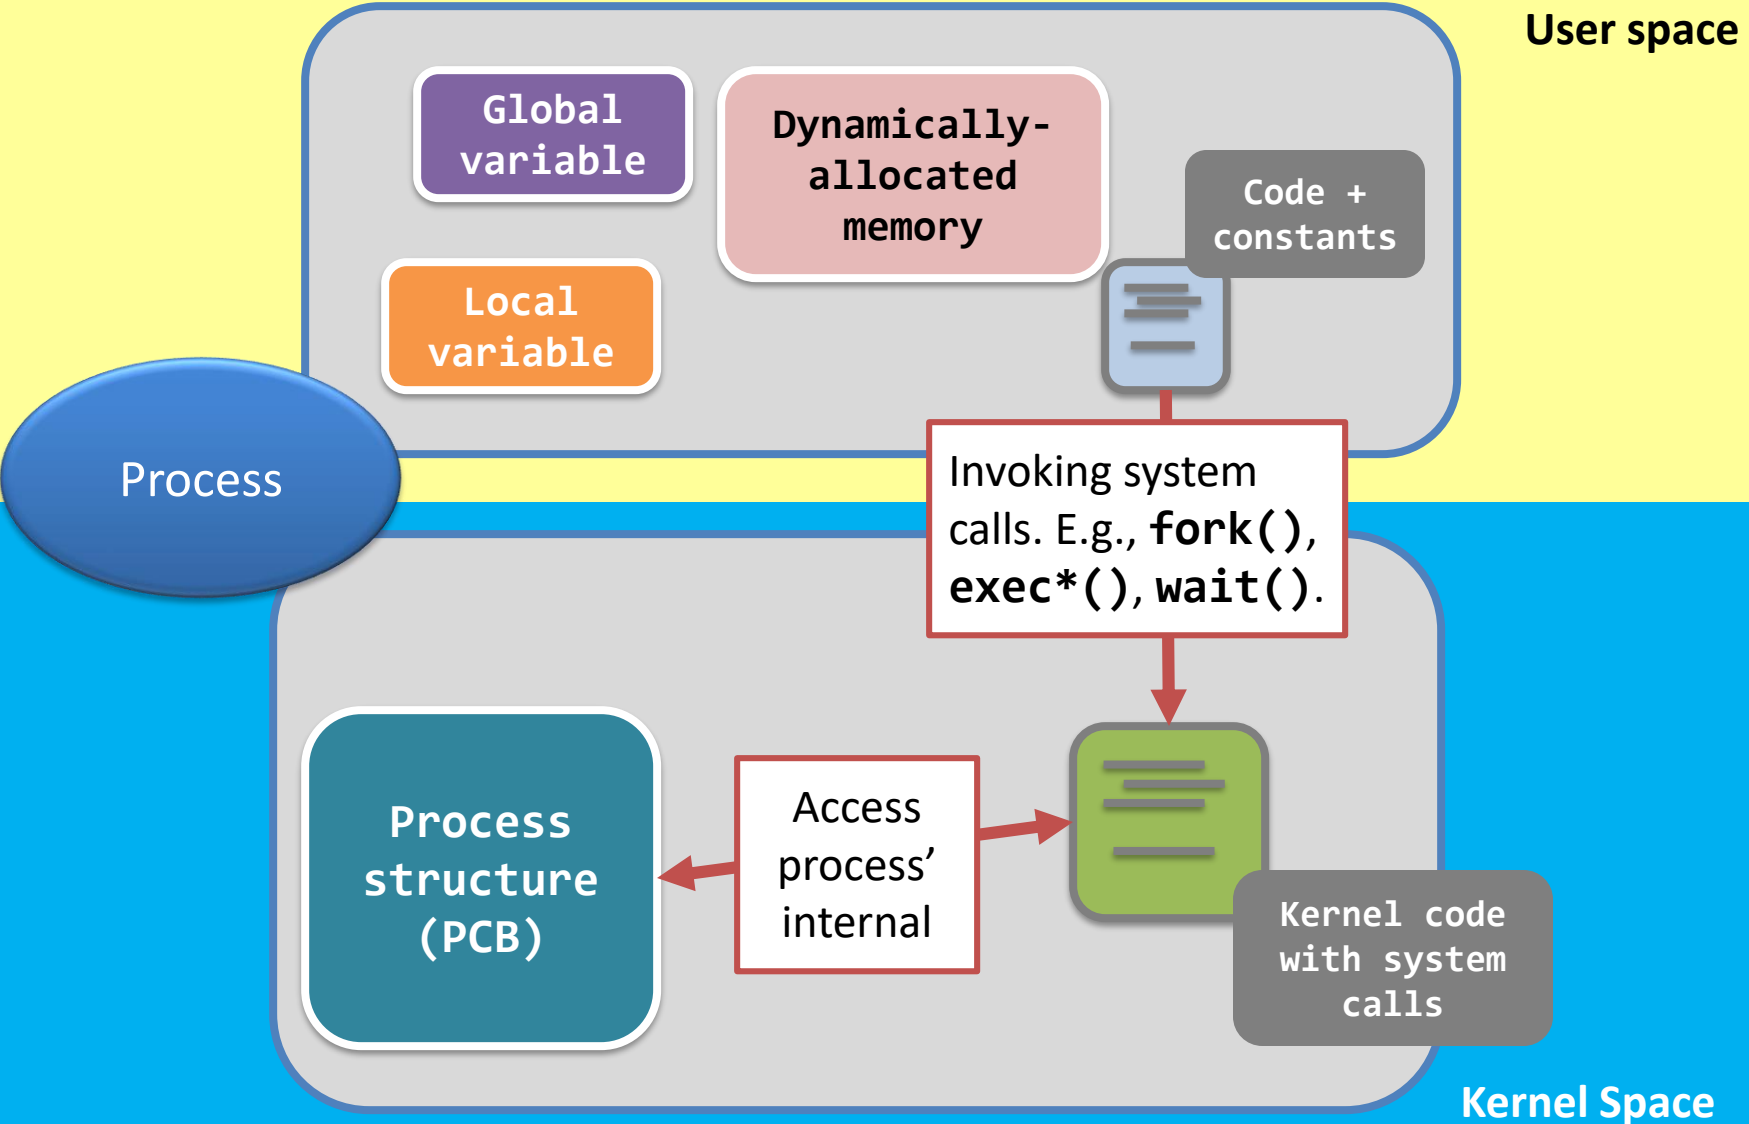 User space
Global
variable
Dynamically-
allocated
memory
Code +
constants
Local
variable
Process
Invoking system
calls. E.g., fork(),
exec*(), wait().
Process
structure
(PCB)
Access
process’
internal
Kernel code
with system
calls
Kernel Space